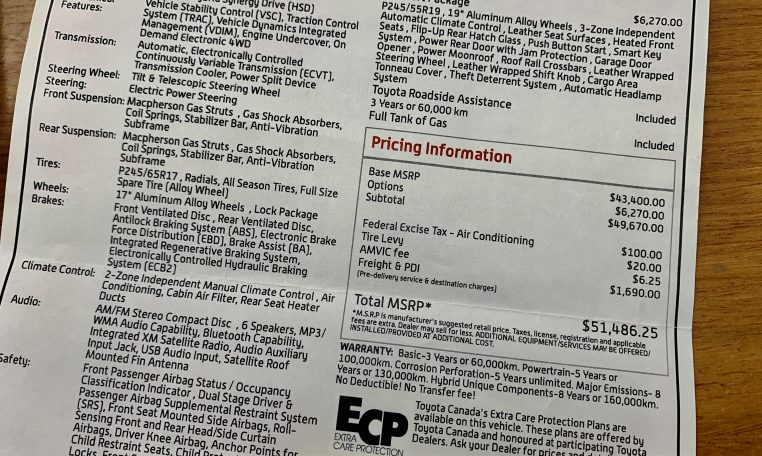 Synergy Drive (HSD)
Features: Vehicle Stability Control (VSC), Traction Control
System (TRAC), Vehicle Dynamics Integrated
Management (VDIM), Engine Undercover, On
Demand Electronic 4WD
Transmission: Automatic, Electronically Controlled
Continuously Variable Transmission (ECVT),
Transmission Cooler, Power Split Device
Steering Wheel: Tilt & Telescopic Steering Wheel
Steering: Electric Power Steering
Front Suspension: Macpherson Gas Struts , Gas Shock Absorbers,
Coil Springs, Stabilizer Bar, Anti-Vibration
Subframe
Rear Suspension: Macpherson Gas Struts , Gas Shock Absorbers,
Coil Springs, Stabilizer Bar, Anti-Vibration
Subframe
Tires: P245/65R17 , Radials, All Season Tires, Full Size
Spare Tire (Alloy Wheel)
Wheels: 17" Aluminum Alloy Wheels , Lock Package
Brakes: Front Ventilated Disc , Rear Ventilated Disc,
Antilock Braking System (ABS), Electronic Brake
Force Distribution (EBD), Brake Assist (BA),
Integrated Regenerative Braking System,
Electronically Controlled Hydraulic Braking
System (ECB2)
Climate Control: 2-Zone Independent Manual Climate Control , Air
Conditioning, Cabin Air Filter, Rear Seat Heater
Ducts
Audio: AM/FM Stereo Compact Disc , 6 Speakers, MP3/
WMA Audio Capability, Bluetooth Capability,
Integrated XM Satellite Radio, Audio Auxiliary
Input Jack, USB Audio Input, Satellite Roof
Mounted Fin Antenna
Safety: Front Passenger Airbag Status / Occupancy
Classification Indicator , Dual Stage Driver &
Passenger Airbag Supplemental Restraint System
(SRS), Front Seat Mounted Side Airbags, Roll-
Sensing Front and Rear Head/Side Curtain
Airbags, Driver Knee Airbag, Anchor Points for
Child Restraint Seats, Child
Locks, Front
Package $6,270.00
P245/55R19 , 19" Aluminum Alloy Wheels , 3-Zone Independent
Automatic Climate Control , Leather Seat Surfaces , Heated Front
Seats , Flip-Up Rear Hatch Glass , Push Button Start , Smart Key
System , Power Rear Door with Jam Protection , Garage Door
Opener , Power Moonroof , Roof Rail Crossbars , Leather Wrapped
Steering Wheel , Leather Wrapped Shift Knob , Cargo Area
Tonneau Cover , Theft Deterrent System , Automatic Headlamp
System
Toyota Roadside Assistance Included
3 Years or 60,000 km
Full Tank of Gas Included
Pricing Information
Base MSRP $43,400.00
Options $6,270.00
Subtotal $49,670.00
Federal Excise Tax - Air Conditioning $100.00
Tire Levy $20.00
AMVIC fee $6.25
Freight & PDI $1,690.00
(Pre-delivery service & destination charges)
Total MSRP* $51,486.25
*M.S.R.P is manufacturer's suggested retail price. Taxes, license, registration and applicable
fees are extra. Dealer may sell for less. ADDITIONAL EQUIPMENT/SERVICES MAY BE OFFERED/
INSTALLED/PROVIDED AT ADDITIONAL COST.
WARRANTY: Basic-3 Years or 60,000km. Powertrain-5 Years or
100,000km. Corrosion Perforation-5 Years unlimited. Major Emissions- 8
Years or 130,000km. Hybrid Unique Components-8 Years or 160,000km.
No Deductible! No Transfer fee!
ECP
EXTRA
CARE PROTECTION
Toyota Canada's Extra Care Protection Plans are
available on this vehicle. These plans are offered by
Toyota Canada and honoured at participating Toyota
Dealers. Ask your Dealer for prices and